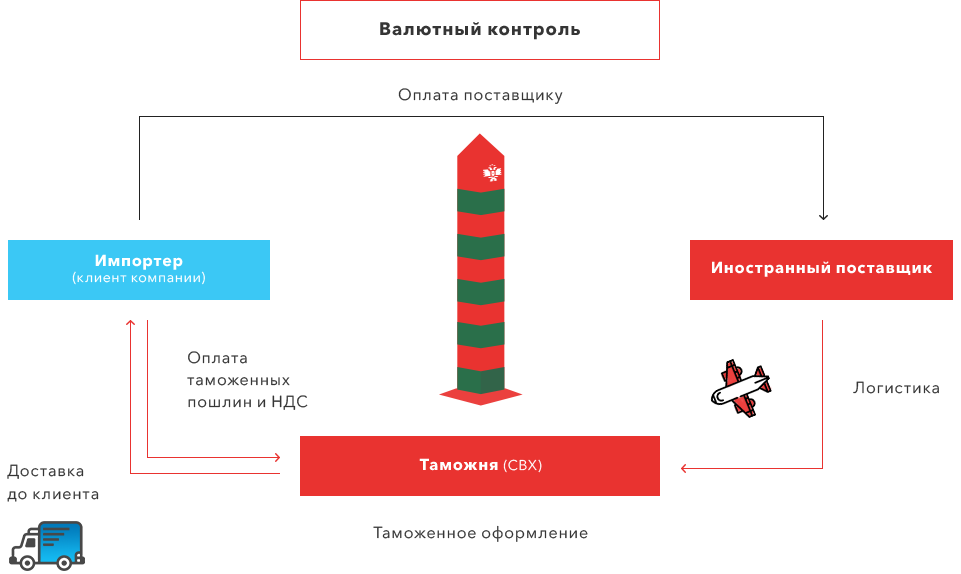 Валютный контроль
Оплата поставщику
Импортер
(клиент компании)
Иностранный поставщик
Оплата
таможенных
пошлин и НДС
Логистика
Таможня (СВХ)
Доставка
до клиента
Таможенное оформление